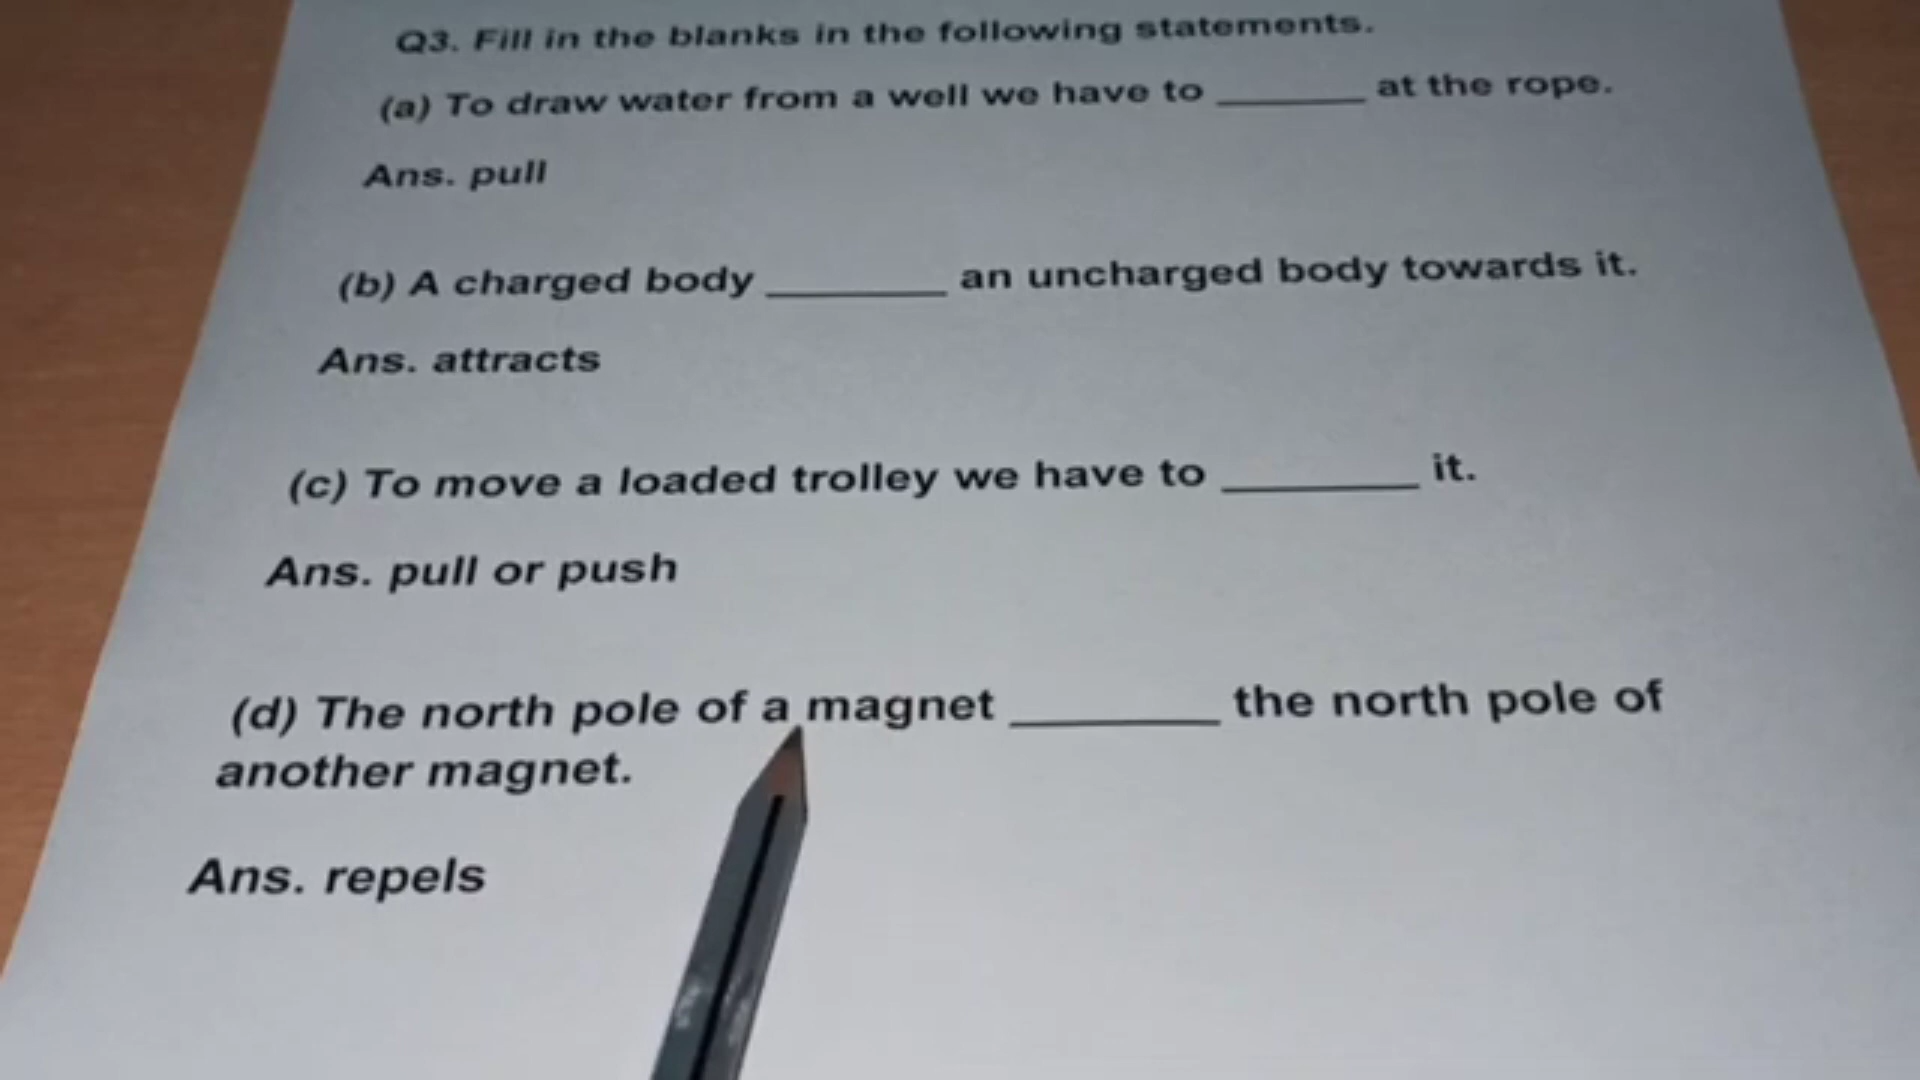 Q3. Fill in the blanks in the following statements.
(a) To draw water from a well we have to ______ at the rope.
Ans. pull
(b) A charged body _______ an uncharged body towards it.
Ans. attracts
(c) To move a loaded trolley we have to ________ it.
Ans. pull or push
(d) The north pole of a magnet ________ the north pole of
another magnet.
Ans. repels